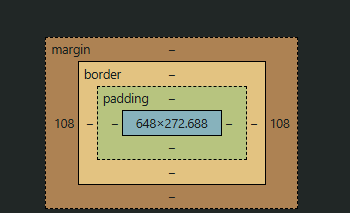 margin –
border –
padding –
108 – – 648×272.688 – – 108
–
–
–